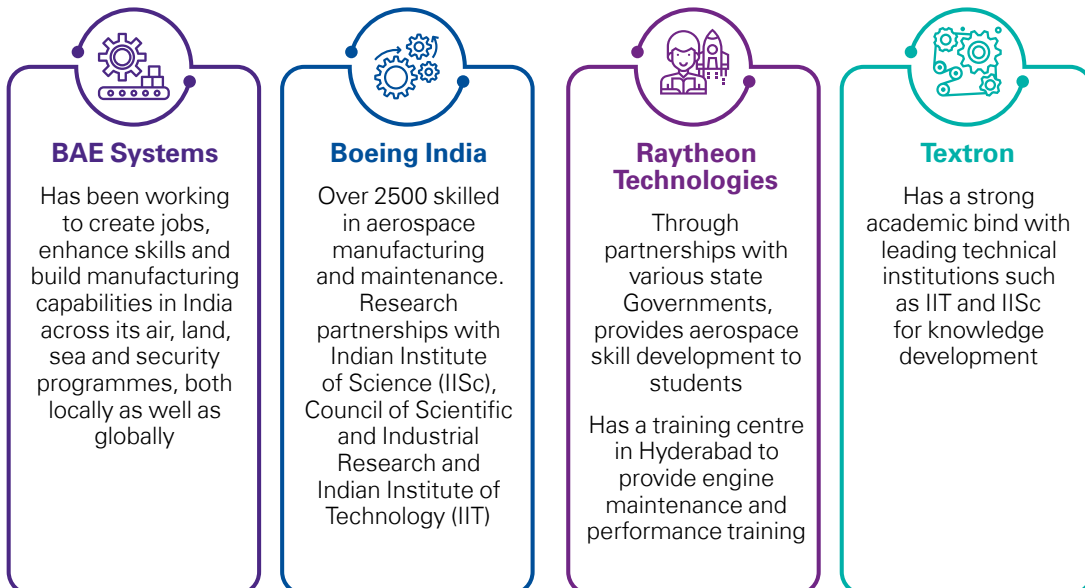 BAE Systems
Has been working
to create jobs,
enhance skills and
build manufacturing
capabilities in India
across its air, land,
sea and security
programmes, both
locally as well as
globally
Boeing India
Over 2500 skilled
in aerospace
manufacturing
and maintenance.
Research
partnerships with
Indian Institute
of Science (IISc),
Council of Scientific
and Industrial
Research and
Indian Institute of
Technology (IIT)
Raytheon
Technologies
Through
partnerships with
various state
Governments,
provides aerospace
skill development to
students
Has a training centre
in Hyderabad to
provide engine
maintenance and
performance training
Textron
Has a strong
academic bind with
leading technical
institutions such
as IIT and IISc
for knowledge
development